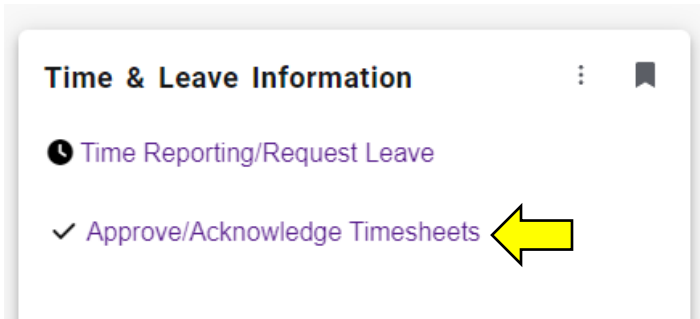 Time & Leave Information
Time Reporting/Request Leave
Approve/Acknowledge Timesheets